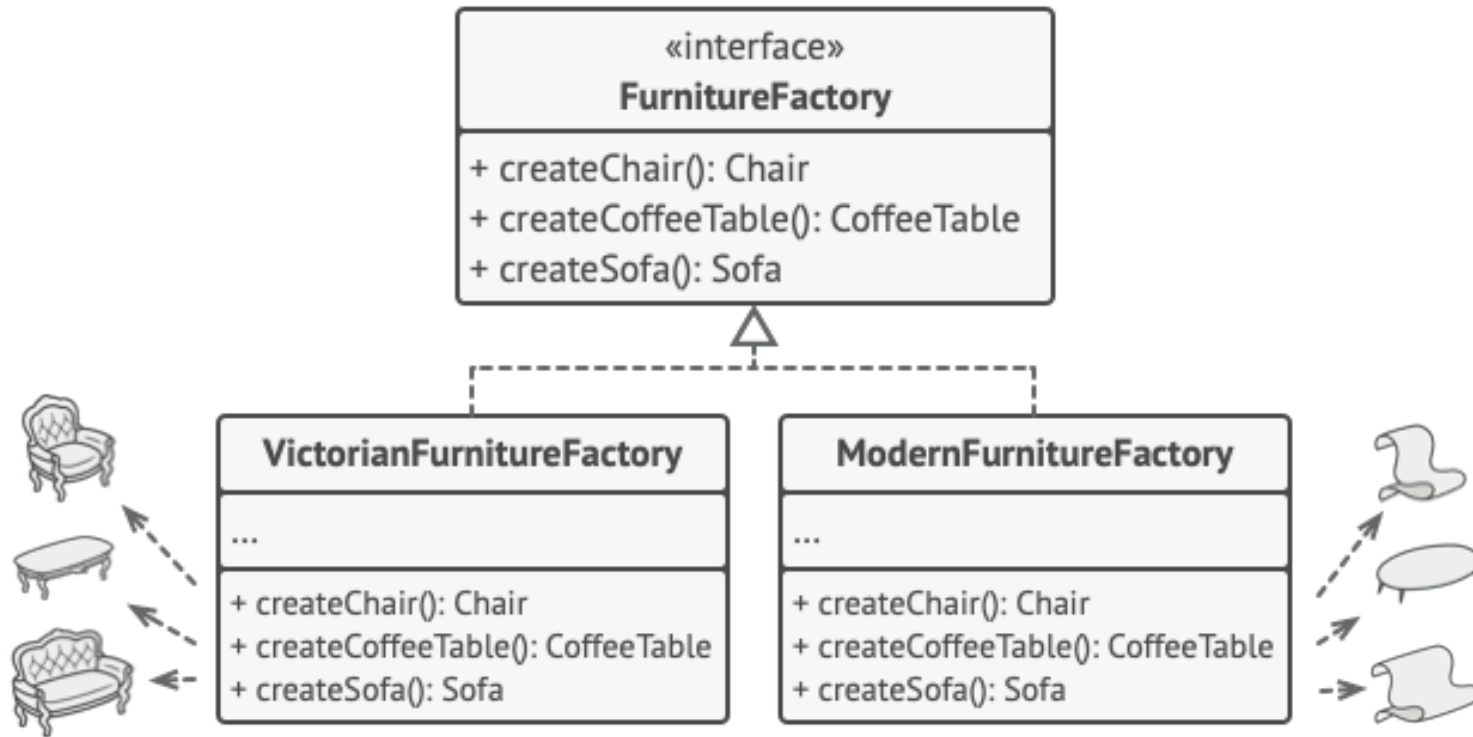 «interface»
FurnitureFactory
+ createChair(): Chair
+ createCoffeeTable(): CoffeeTable
+ createSofa(): Sofa
VictorianFurnitureFactory
...
+ createChair(): Chair
+ createCoffeeTable(): CoffeeTable
+ createSofa(): Sofa
ModernFurnitureFactory
...
+ createChair(): Chair
+ createCoffeeTable(): CoffeeTable
+ createSofa(): Sofa